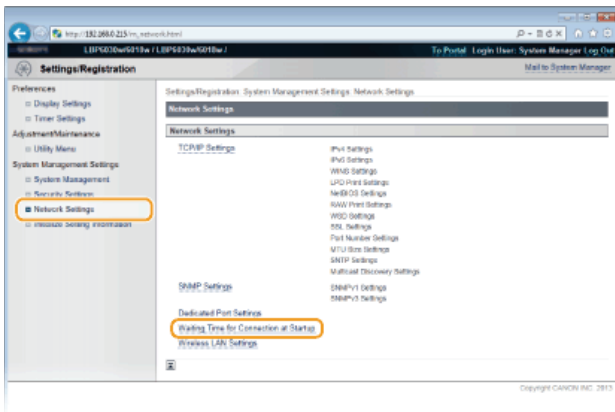 http://192.168.0.215/m_network.html
LBP6030w/6018w / LBP6030w/6018w /
To Portal Login User: System Manager Log Out
Settings/Registration
Mail to System Manager
Preferences
Display Settings
Timer Settings
Adjustment/Maintenance
Utility Menu
System Management Settings
System Management
Security Settings
Network Settings
Initialize Setting Information
Settings/Registration: System Management Settings: Network Settings
Network Settings
Network Settings
TCP/IP Settings
IPv4 Settings
IPv6 Settings
WINS Settings
LPD Print Settings
NetBIOS Settings
RAW Print Settings
WSD Settings
SSL Settings
Port Number Settings
MTU Size Settings
SNTP Settings
Multicast Discovery Settings
SNMP Settings
SNMPv1 Settings
SNMPv3 Settings
Dedicated Port Settings
Waiting Time for Connection at Startup
Wireless LAN Settings
Copyright CANON INC. 2013